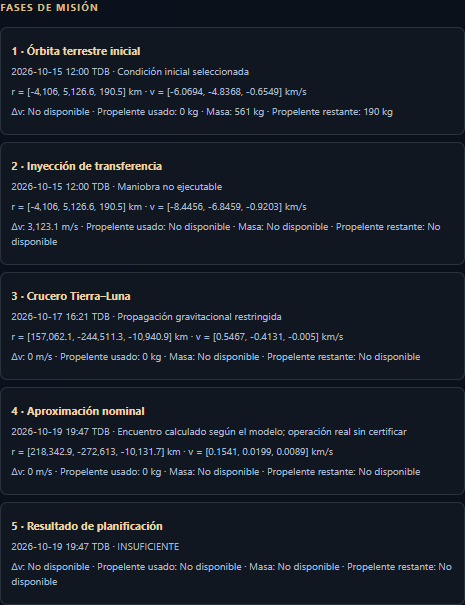 FASES DE MISIÓN
1 · Órbita terrestre inicial
2026-10-15 12:00 TDB · Condición inicial seleccionada
r = [-4,106, 5,126.6, 190.5] km · v = [-6.0694, -4.8368, -0.6549] km/s
Δv: No disponible · Propelente usado: 0 kg · Masa: 561 kg · Propelente restante: 190 kg
2 · Inyección de transferencia
2026-10-15 12:00 TDB · Maniobra no ejecutable
r = [-4,106, 5,126.6, 190.5] km · v = [-8.4456, -6.8459, -0.9203] km/s
Δv: 3,123.1 m/s · Propelente usado: No disponible · Masa: No disponible · Propelente restante: No
disponible
3 · Crucero Tierra–Luna
2026-10-17 16:21 TDB · Propagación gravitacional restringida
r = [157,062.1, -244,511.3, -10,940.9] km · v = [0.5467, -0.4131, -0.005] km/s
Δv: 0 m/s · Propelente usado: 0 kg · Masa: No disponible · Propelente restante: No disponible
4 · Aproximación nominal
2026-10-19 19:47 TDB · Encuentro calculado según el modelo; operación real sin certificar
r = [218,342.9, -272,613, -10,131.7] km · v = [0.1541, 0.0199, 0.0089] km/s
Δv: 0 m/s · Propelente usado: 0 kg · Masa: No disponible · Propelente restante: No disponible
5 · Resultado de planificación
2026-10-19 19:47 TDB · INSUFICIENTE
Δv: No disponible · Propelente usado: No disponible · Masa: No disponible · Propelente restante: No
disponible